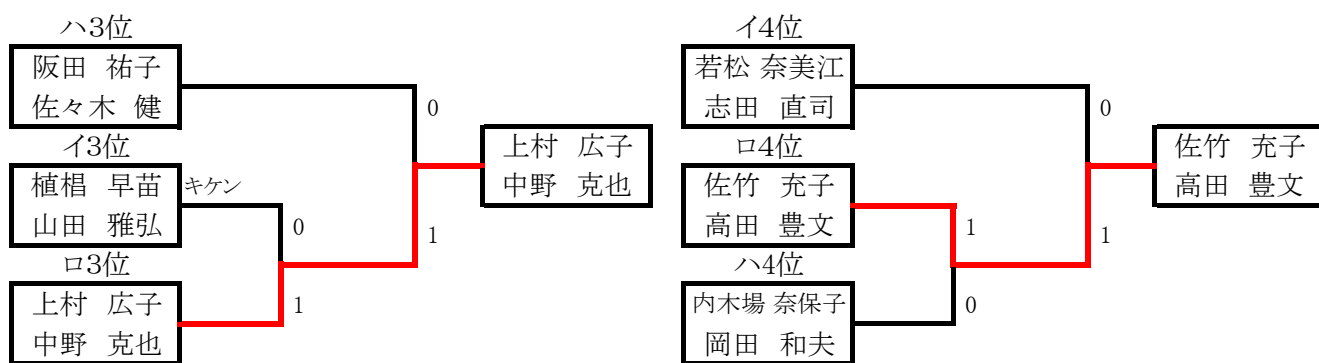 ハ3位
阪田 祐子
佐々木 健
0
イ3位
植椙 早苗
山田 雅弘
キケン
0
ロ3位
上村 広子
中野 克也
1
1
上村 広子
中野 克也
イ4位
若松 奈美江
志田 直司
0
ロ4位
佐竹 充子
高田 豊文
1
ハ4位
内木場 奈保子
岡田 和夫
0
1
佐竹 充子
高田 豊文